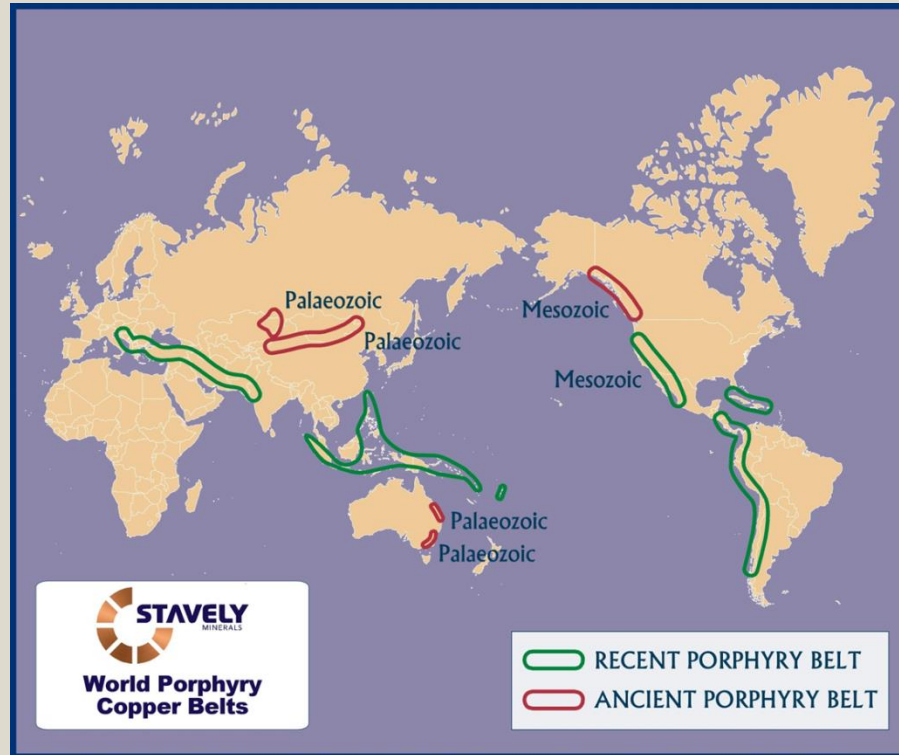 Palaeozoic
Palaeozoic
Mesozoic
Mesozoic
Palaeozoic
Palaeozoic
STAVELY
MINERALS
World Porphyry
Copper Belts
RECENT PORPHYRY BELT
ANCIENT PORPHYRY BELT